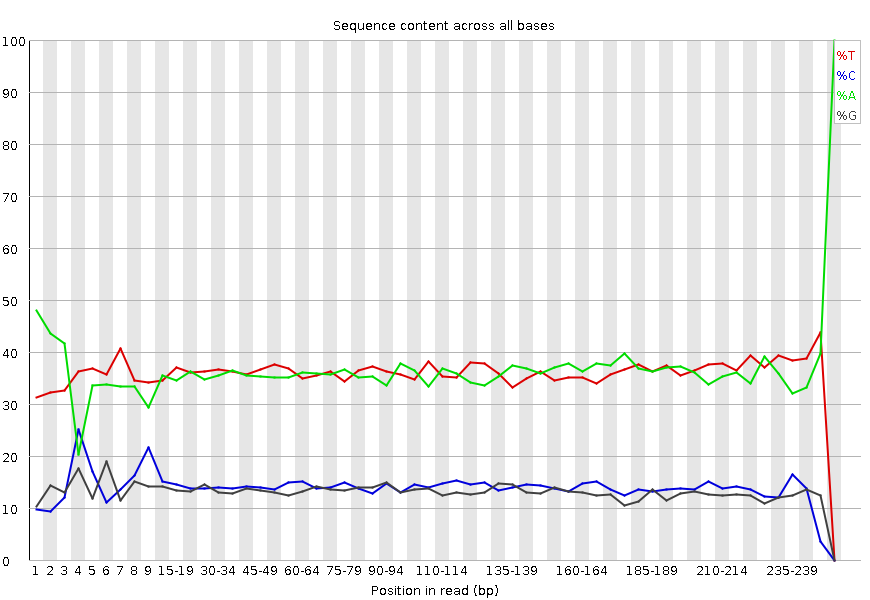 Sequence content across all bases
100
90
80
70
60
50
40
30
20
10
0
%T
%C
%A
%G
1 2 3 4 5 6 7 8 9 15-19 30-34 45-49 60-64 75-79 90-94 110-114 135-139 160-164 185-189 210-214 235-239
Position in read (bp)